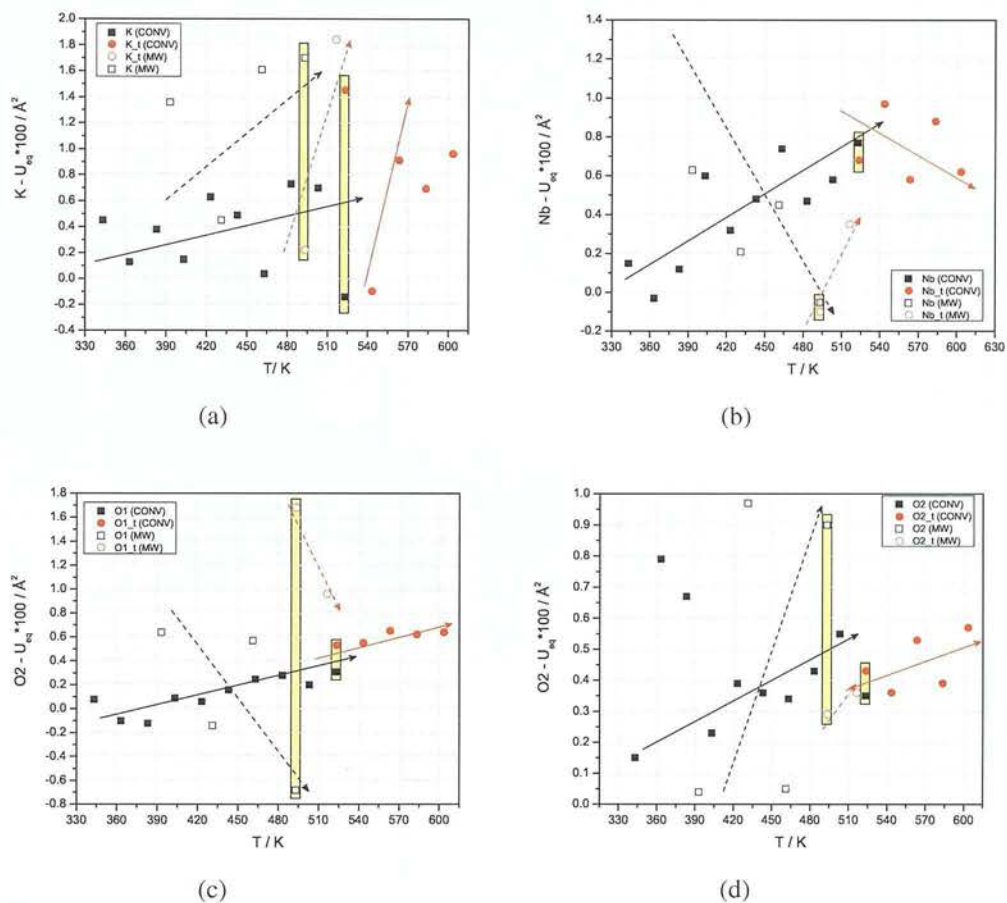 K - Ueq*100 / Å²
2.0
1.8
1.6
1.4
1.2
1.0
0.8
0.6
0.4
0.2
0.0
-0.2
-0.4
K (CONV)
K_t (CONV)
K_t (MW)
K (MW)
330 360 390 420 450 480 510 540 570 600
T/ K
(a)
Nb - Ueq*100 / Å²
1.4
1.2
1.0
0.8
0.6
0.4
0.2
0.0
-0.2
Nb (CONV)
Nb_t (CONV)
Nb (MW)
Nb_t (MW)
330 360 390 420 450 480 510 540 570 600 630
T / K
(b)
O2 - Ueq*100 / Å²
1.8
1.6
1.4
1.2
1.0
0.8
0.6
0.4
0.2
0.0
-0.2
-0.4
-0.6
-0.8
O1 (CONV)
O1_t (CONV)
O1 (MW)
O1_t (MW)
330 360 390 420 450 480 510 540 570 600
T / K
(c)
O2 - Ueq*100 / Å²
1.0
0.9
0.8
0.7
0.6
0.5
0.4
0.3
0.2
0.1
0.0
O2 (CONV)
O2_t (CONV)
O2 (MW)
O2_t (MW)
330 360 390 420 450 480 510 540 570 600
T / K
(d)